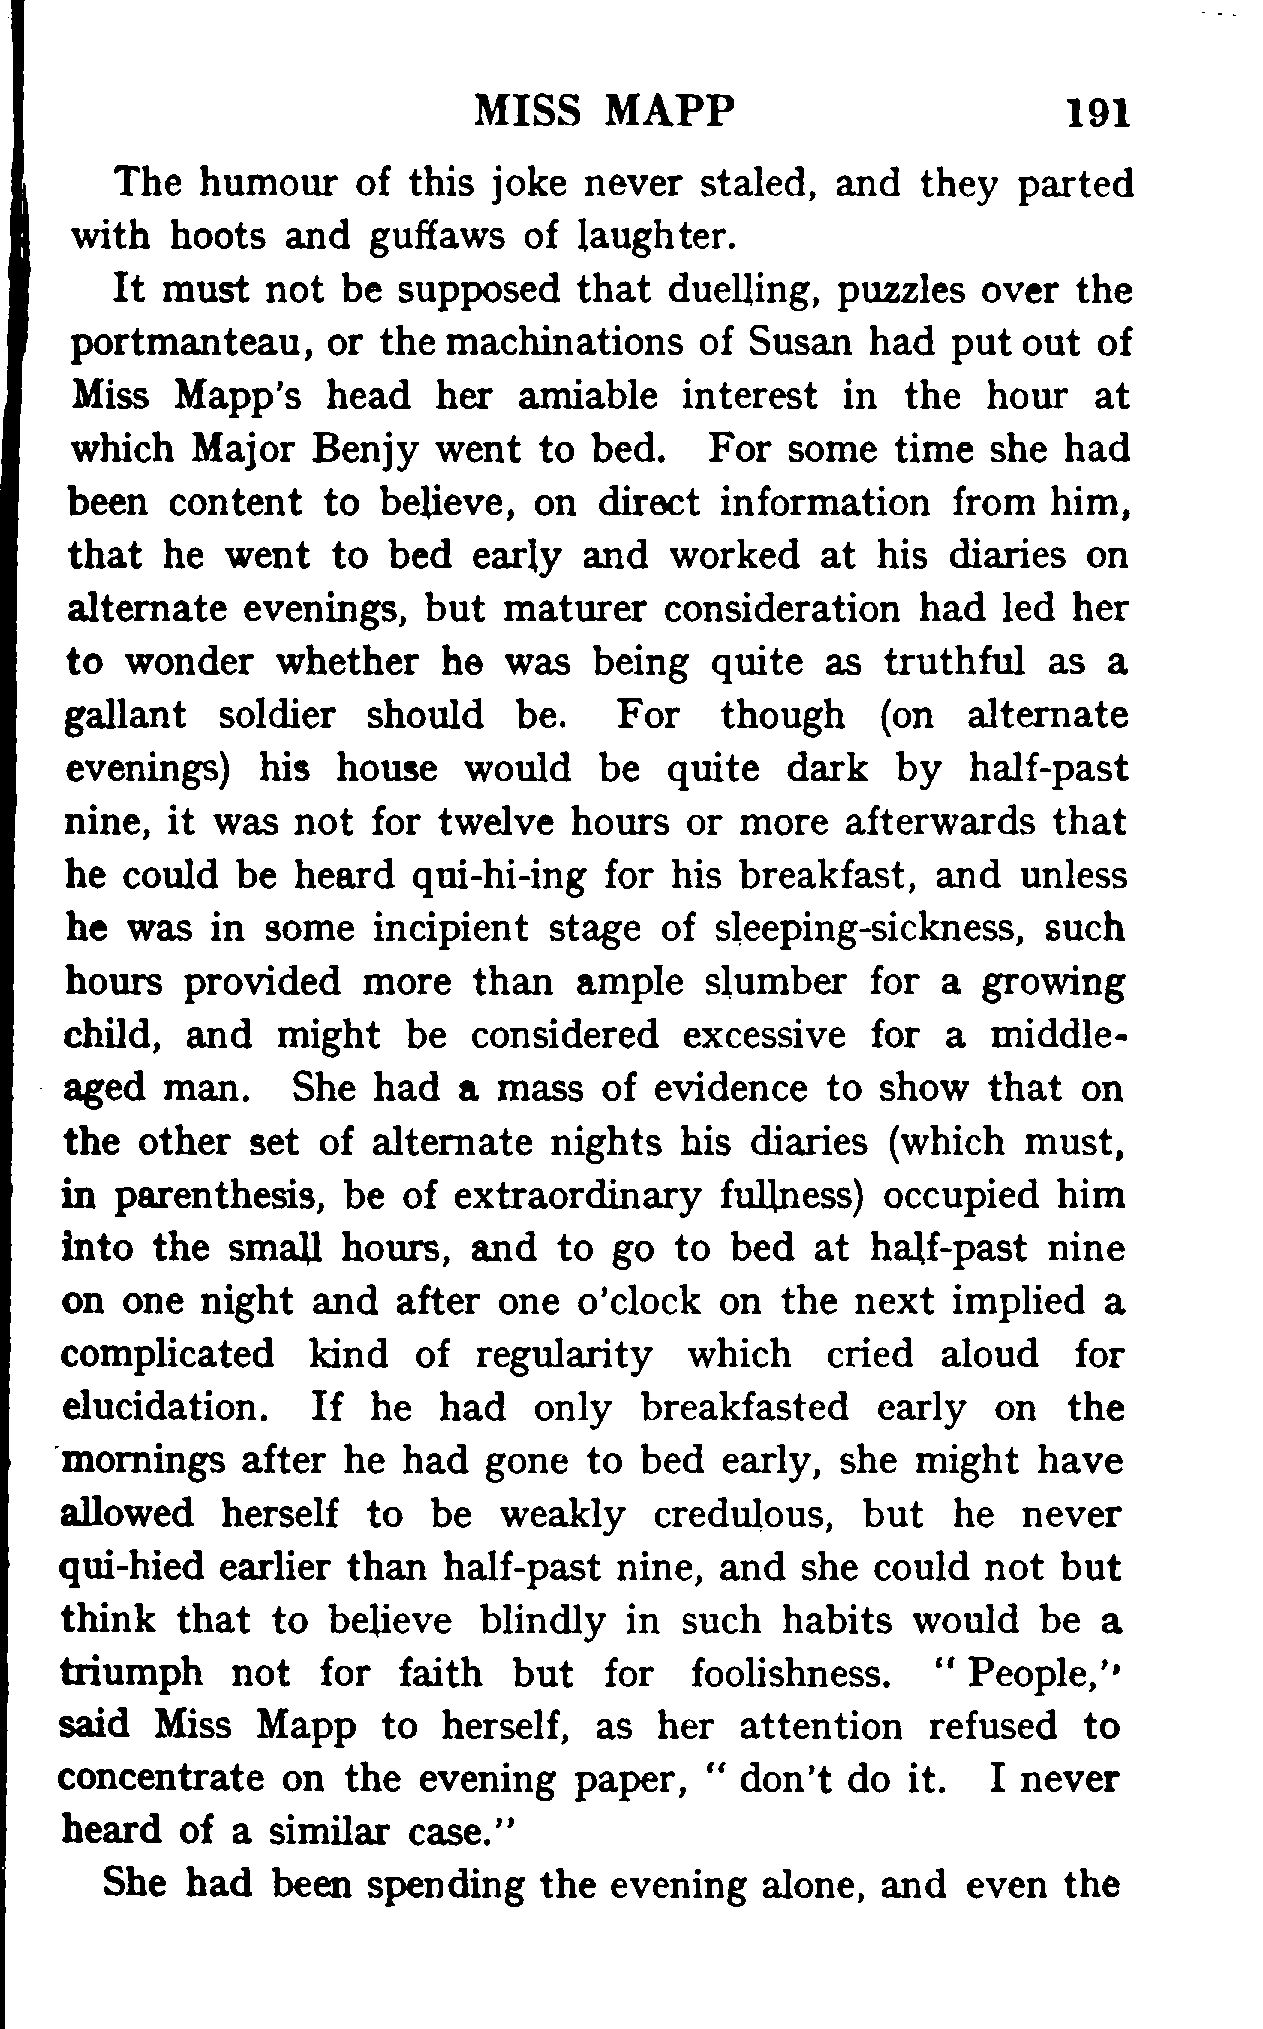 MISS MAPP 191
The humour of this joke never staled, and they parted
with hoots and guffaws of laughter.
It must not be supposed that duelling, puzzles over the
portmanteau, or the machinations of Susan had put out of
Miss Mapp's head her amiable interest in the hour at
which Major Benjy went to bed. For some time she had
been content to believe, on direct information from him,
that he went to bed early and worked at his diaries on
alternate evenings, but maturer consideration had led her
to wonder whether he was being quite as truthful as a
gallant soldier should be. For though (on alternate
evenings) his house would be quite dark by half-past
nine, it was not for twelve hours or more afterwards that
he could be heard qui-hi-ing for his breakfast, and unless
he was in some incipient stage of sleeping-sickness, such
hours provided more than ample slumber for a growing
child, and might be considered excessive for a middle-
aged man. She had a mass of evidence to show that on
the other set of alternate nights his diaries (which must,
in parenthesis, be of extraordinary fullness) occupied him
into the small hours, and to go to bed at half-past nine
on one night and after one o'clock on the next implied a
complicated kind of regularity which cried aloud for
elucidation. If he had only breakfasted early on the
mornings after he had gone to bed early, she might have
allowed herself to be weakly credulous, but he never
qui-hied earlier than half-past nine, and she could not but
think that to believe blindly in such habits would be a
triumph not for faith but for foolishness. "People,"
said Miss Mapp to herself, as her attention refused to
concentrate on the evening paper, "don't do it. I never
heard of a similar case."
She had been spending the evening alone, and even the